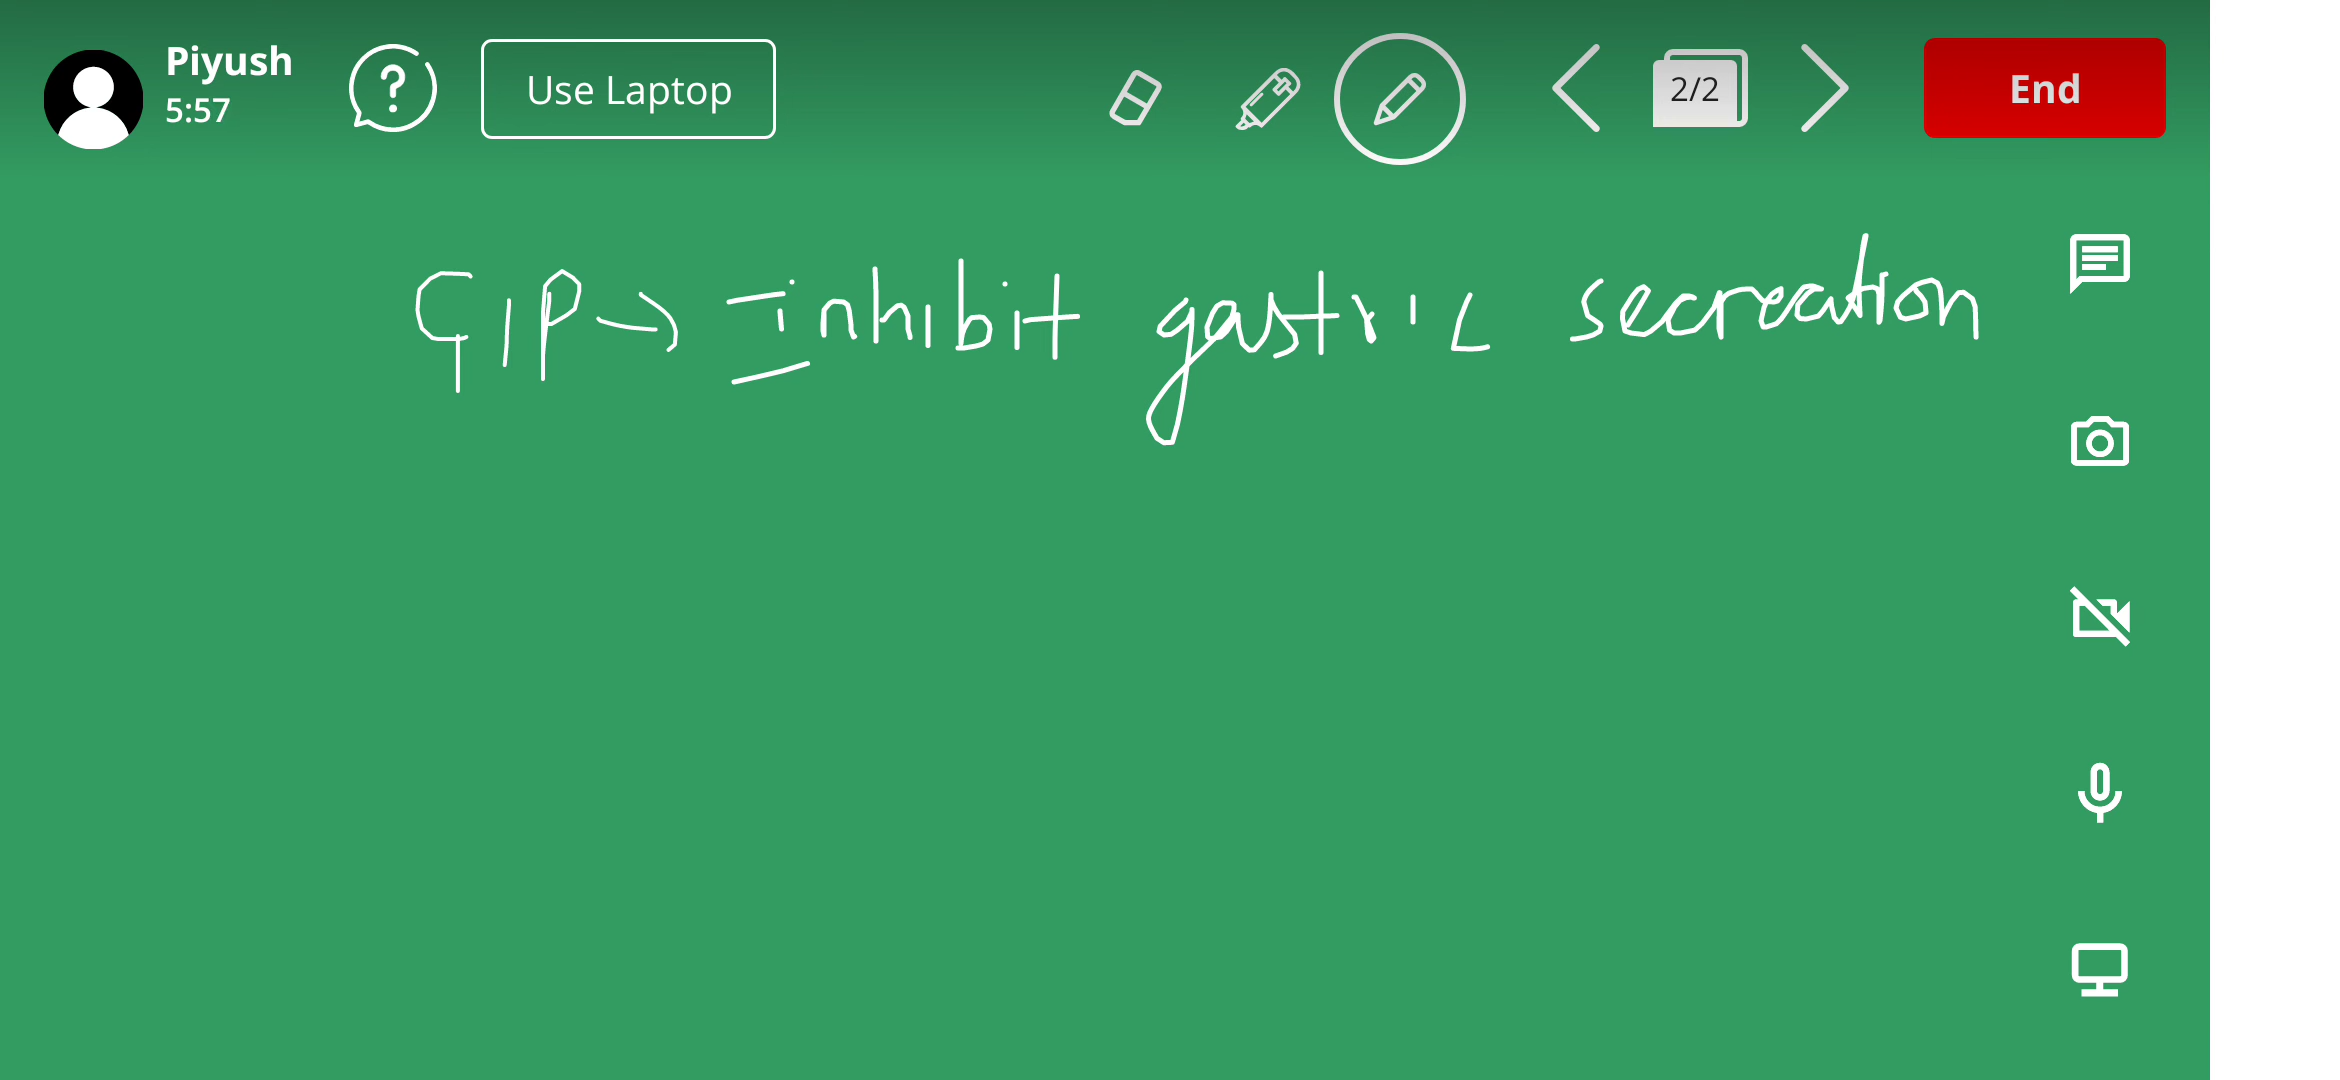 Piyush
5:57
?
Use Laptop
2/2
End
GIP → Inhibit gastric secreation